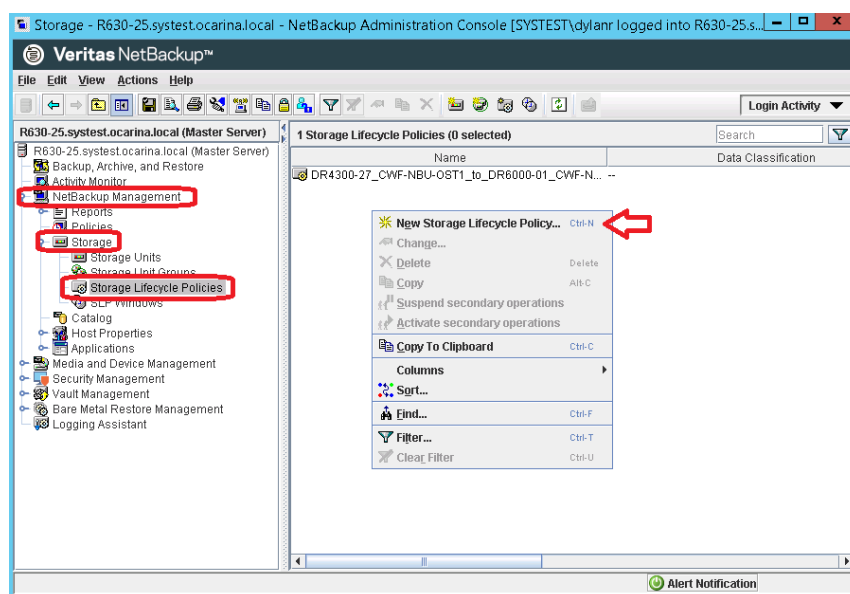 Storage - R630-25.systest.ocarina.local - NetBackup Administration Console [SYSTEST\dylanr logged into R630-25.s...
Veritas NetBackup™
File Edit View Actions Help
Login Activity
R630-25.systest.ocarina.local (Master Server)
1 Storage Lifecycle Policies (0 selected)
Search
R630-25.systest.ocarina.local (Master Server)
Backup, Archive, and Restore
Activity Monitor
NetBackup Management
Reports
Policies
Storage
Storage Units
Storage Unit Groups
Storage Lifecycle Policies
SLP Windows
Catalog
Host Properties
Applications
Media and Device Management
Security Management
Vault Management
Bare Metal Restore Management
Logging Assistant
Name Data Classification
DR4300-27_CWF-NBU-OST1_to_DR6000-01_CWF-N... --
New Storage Lifecycle Policy... Ctrl-N
Change...
Delete Delete
Copy Alt-C
Suspend secondary operations
Activate secondary operations
Copy To Clipboard Ctrl-C
Columns
Sort...
Find... Ctrl-F
Filter... Ctrl-T
Clear Filter Ctrl-U
Alert Notification